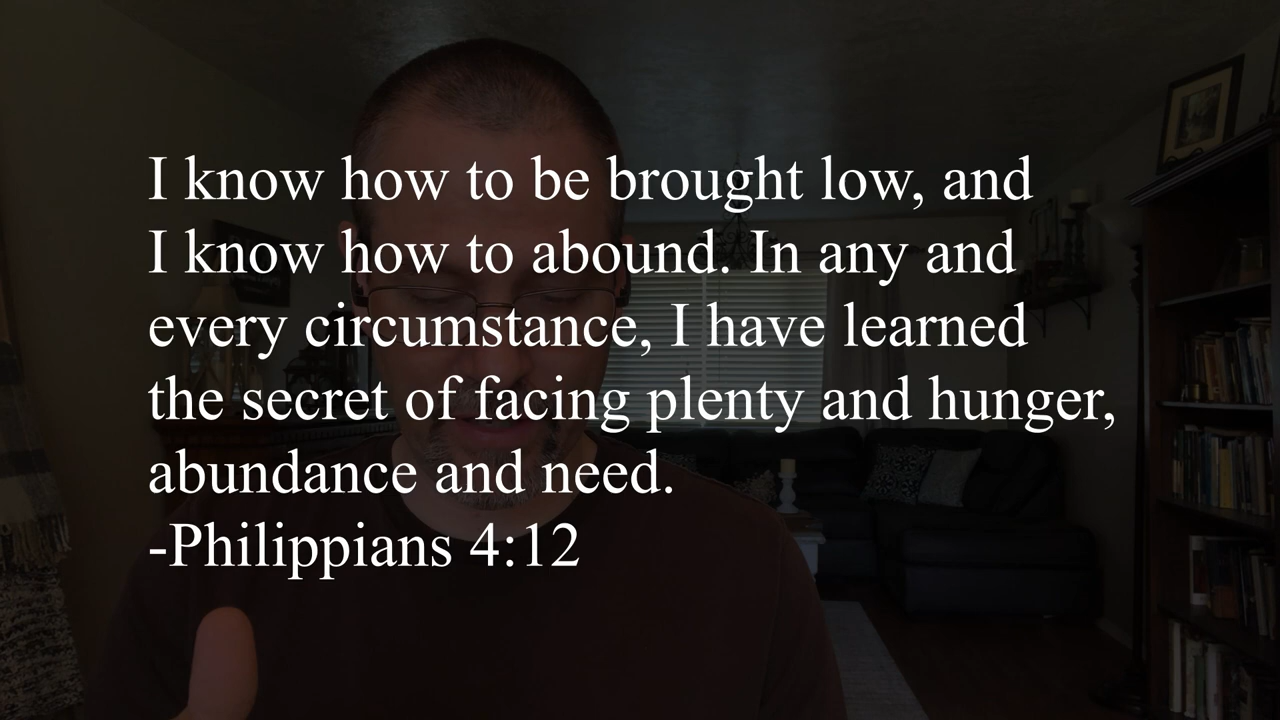 I know how to be brought low, and
I know how to abound. In any and
every circumstance, I have learned
the secret of facing plenty and hunger,
abundance and need.
-Philippians 4:12